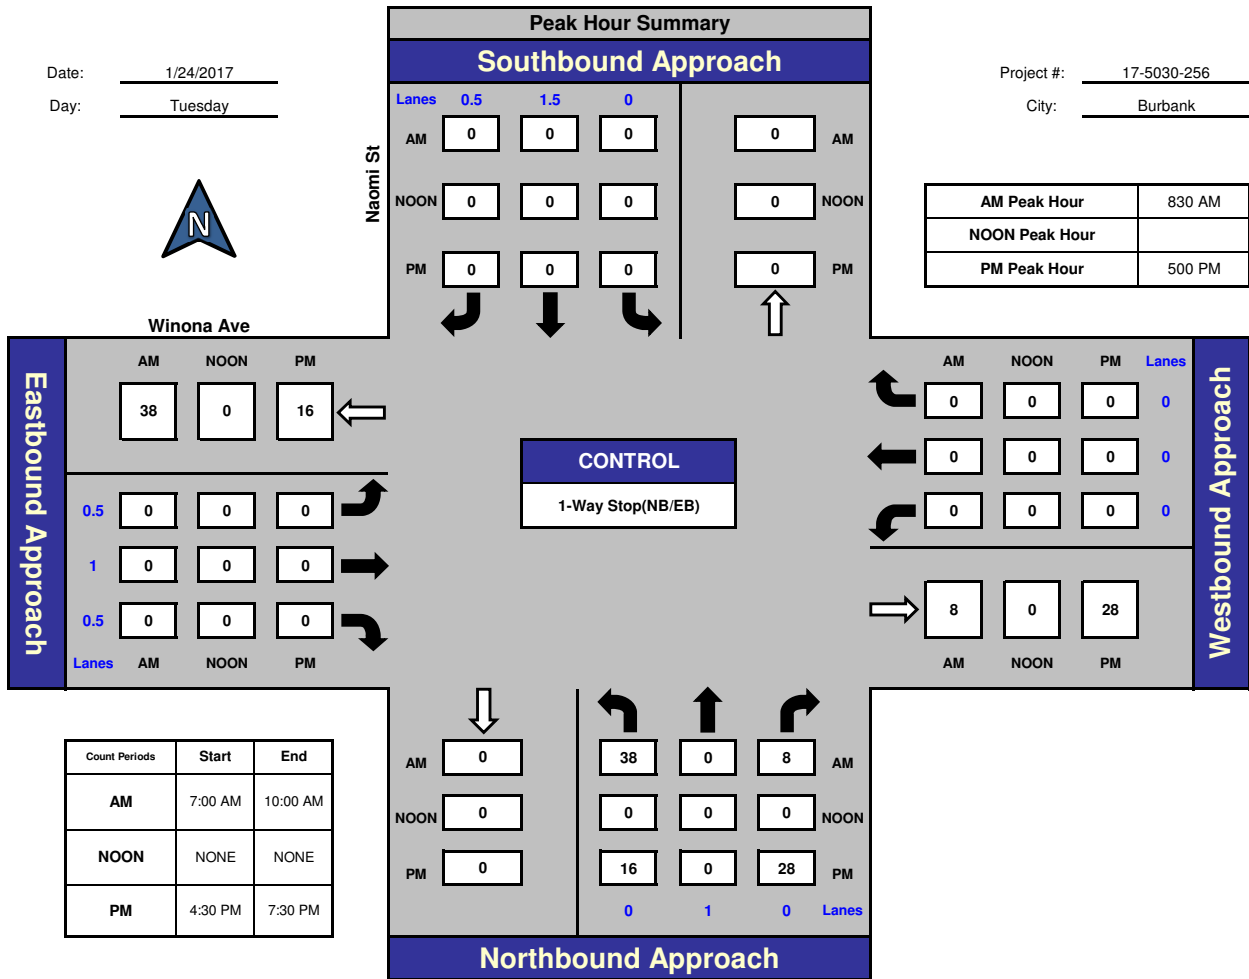 Peak Hour Summary
Southbound Approach
Date: 1/24/2017
Project #: 17-5030-256
Day: Tuesday
City: Burbank
Lanes 0.5 1.5 0
AM 0 0 0 0 AM
Naomi St
NOON 0 0 0 0 NOON
PM 0 0 0 0 PM
N
AM Peak Hour 830 AM
NOON Peak Hour
PM Peak Hour 500 PM
Winona Ave
Eastbound Approach
AM NOON PM
38 0 16
0.5 0 0 0
1 0 0 0
0.5 0 0 0
Lanes AM NOON PM
CONTROL
1-Way Stop(NB/EB)
AM NOON PM Lanes
0 0 0 0
0 0 0 0
0 0 0 0
8 0 28
AM NOON PM
Westbound Approach
Count Periods Start End
AM 7:00 AM 10:00 AM
NOON NONE NONE
PM 4:30 PM 7:30 PM
AM 0 38 0 8 AM
NOON 0 0 0 0 NOON
PM 0 16 0 28 PM
0 1 0 Lanes
Northbound Approach